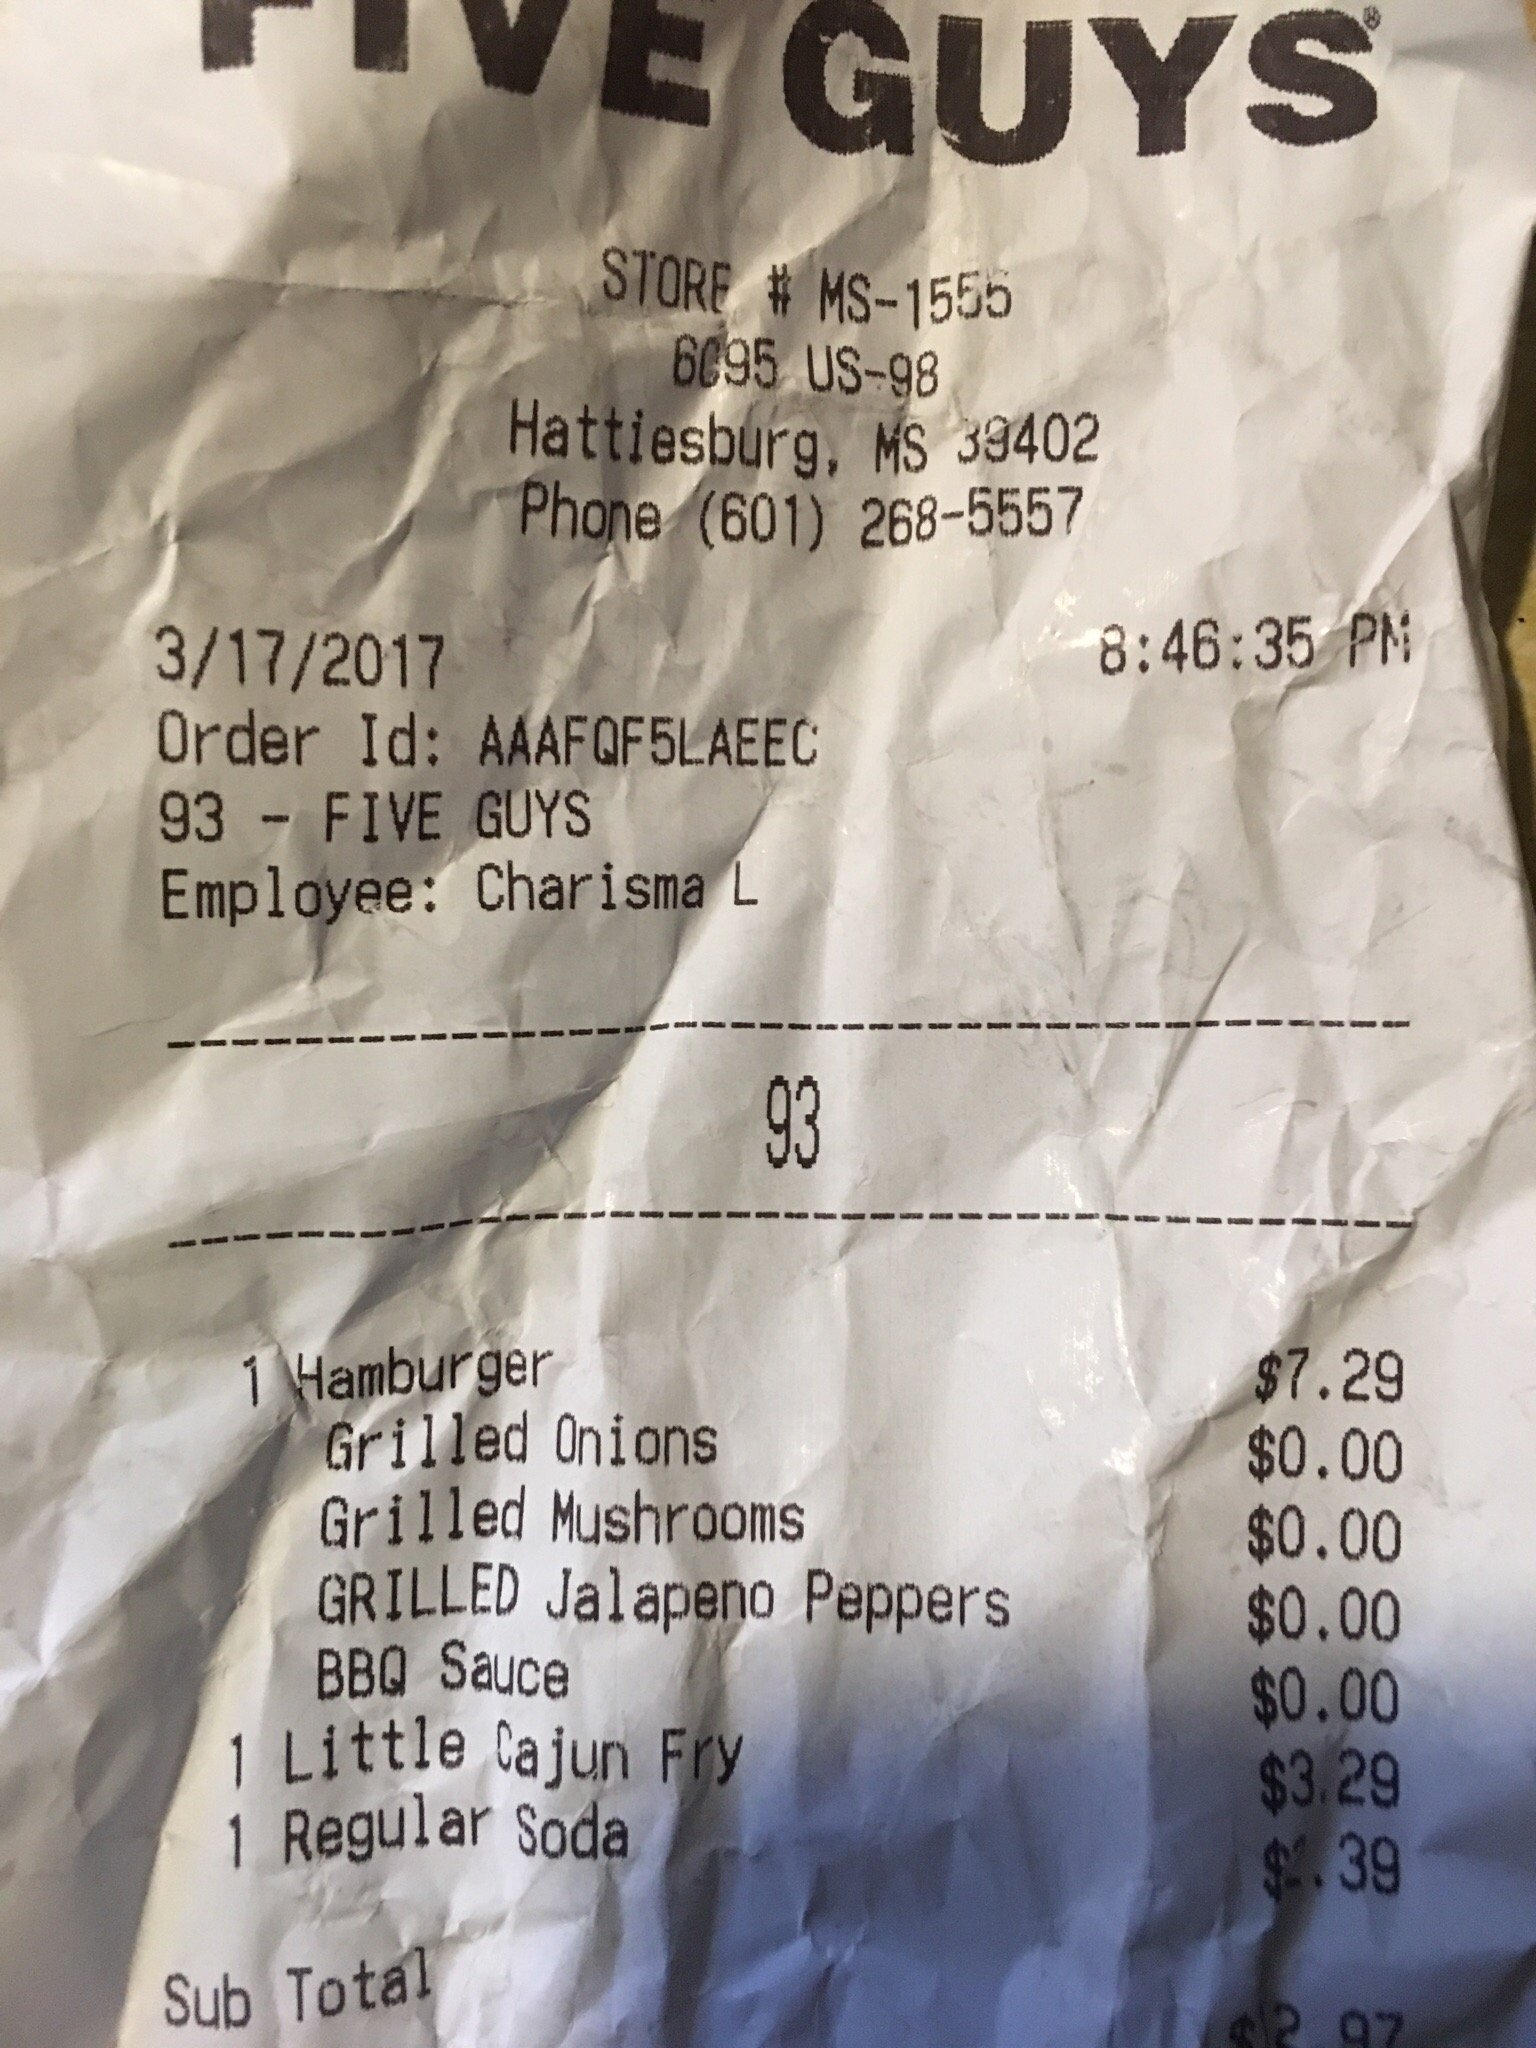 FIVE GUYS®
STORE # MS-1555
6095 US-98
Hattiesburg, MS 39402
Phone (601) 268-5557
3/17/2017 8:46:35 PM
Order Id: AAAFQF5LAEEC
93 - FIVE GUYS
Employee: Charisma L
93
1 Hamburger $7.29
Grilled Onions $0.00
Grilled Mushrooms $0.00
GRILLED Jalapeno Peppers $0.00
BBQ Sauce $0.00
1 Little Cajun Fry $3.29
1 Regular Soda
Sub Total